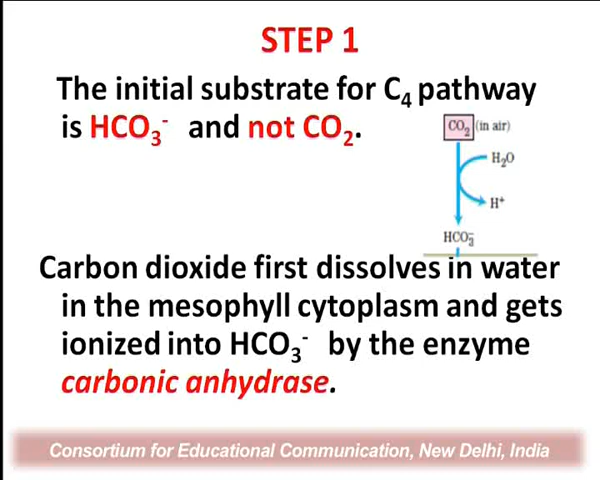 STEP 1
The initial substrate for C₄ pathway
is HCO₃⁻ and not CO₂.
CO₂ (in air)
H₂O
H⁺
HCO₃⁻
Carbon dioxide first dissolves in water
in the mesophyll cytoplasm and gets
ionized into HCO₃⁻ by the enzyme
carbonic anhydrase.
Consortium for Educational Communication, New Delhi, India